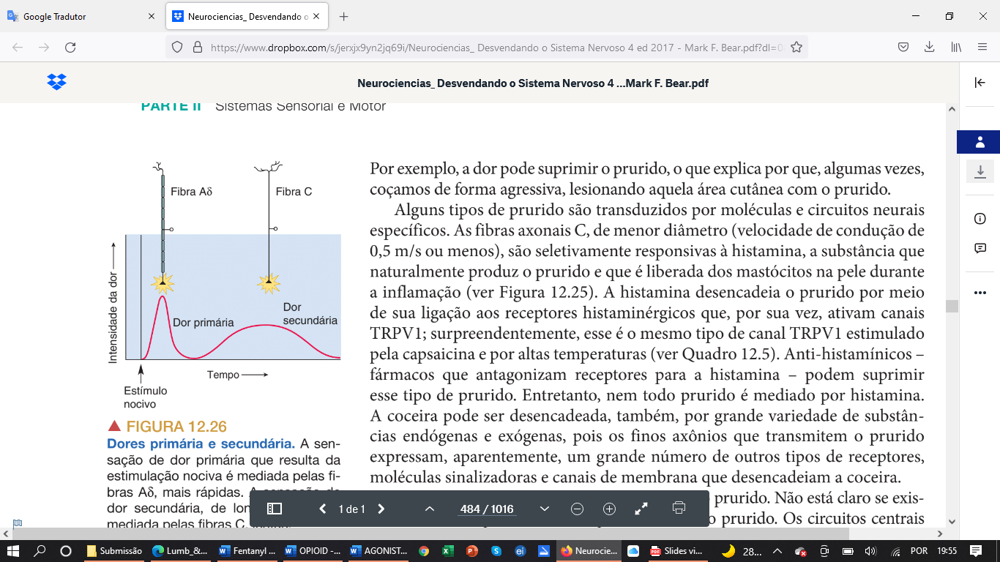 Google Tradutor
Neurociencias_ Desvendando o
https://www.dropbox.com/s/jerxjx9yn2jq69i/Neurociencias_ Desvendando o Sistema Nervoso 4 ed 2017 - Mark F. Bear.pdf?dl=0
Neurociencias_ Desvendando o Sistema Nervoso 4 ...Mark F. Bear.pdf
PARTE II Sistemas Sensorial e Motor
Fibra Aδ
Fibra C
Intensidade da dor
Dor primária
Dor
secundária
Tempo
Estímulo
nocivo
▲ FIGURA 12.26
Dores primária e secundária. A sen-
sação de dor primária que resulta da
estimulação nociva é mediada pelas fi-
bras Aδ, mais rápidas. A sensação de
dor secundária, de lon
mediada pelas fibras C,
Por exemplo, a dor pode suprimir o prurido, o que explica por que, algumas vezes,
coçamos de forma agressiva, lesionando aquela área cutânea com o prurido.
Alguns tipos de prurido são transduzidos por moléculas e circuitos neurais
específicos. As fibras axonais C, de menor diâmetro (velocidade de condução de
0,5 m/s ou menos), são seletivamente responsivas à histamina, a substância que
naturalmente produz o prurido e que é liberada dos mastócitos na pele durante
a inflamação (ver Figura 12.25). A histamina desencadeia o prurido por meio
de sua ligação aos receptores histaminérgicos que, por sua vez, ativam canais
TRPV1; surpreendentemente, esse é o mesmo tipo de canal TRPV1 estimulado
pela capsaicina e por altas temperaturas (ver Quadro 12.5). Anti-histamínicos –
fármacos que antagonizam receptores para a histamina – podem suprimir
esse tipo de prurido. Entretanto, nem todo prurido é mediado por histamina.
A coceira pode ser desencadeada, também, por grande variedade de substân-
cias endógenas e exógenas, pois os finos axônios que transmitem o prurido
expressam, aparentemente, um grande número de outros tipos de receptores,
moléculas sinalizadoras e canais de membrana que desencadeiam a coceira.
prurido. Não está claro se exis-
o prurido. Os circuitos centrais
1 de 1
484 / 1016
Submissão
Lumb_&...
Fentanyl ...
OPIOID -...
AGONIST...
Neurocie...
Slides vi...
28...
POR
19:55